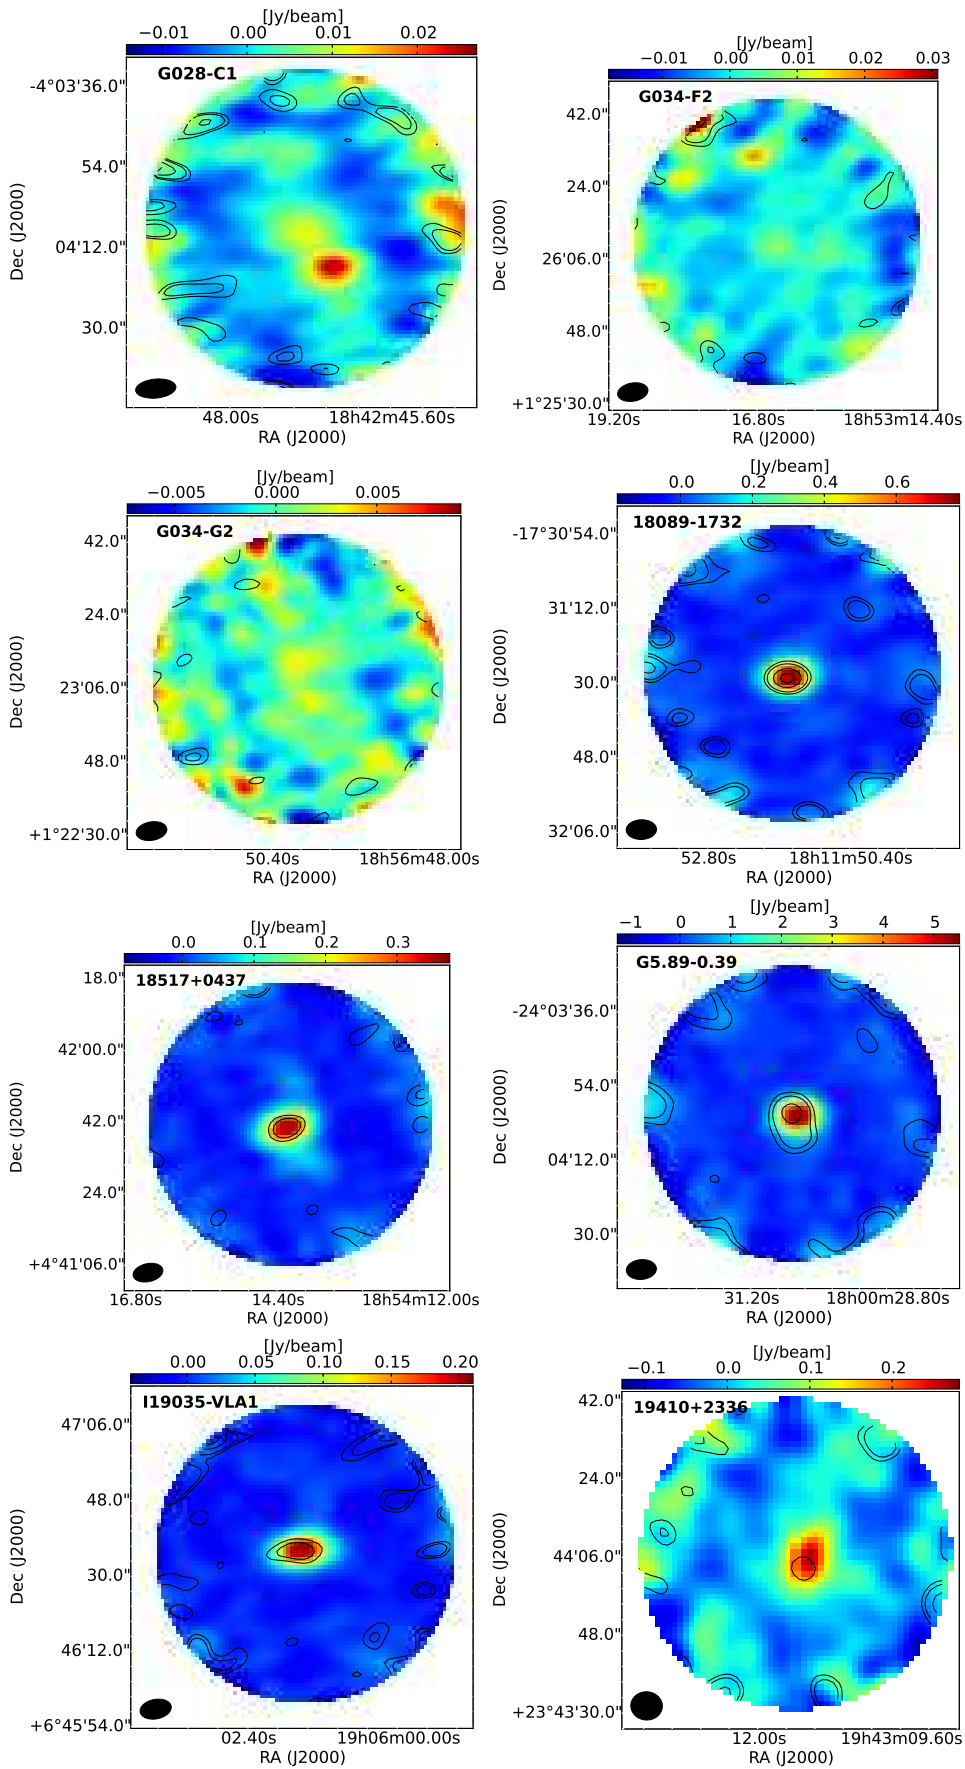 [Jy/beam]
−0.01 0.00 0.01 0.02
G028-C1
-4°03'36.0"
54.0"
04'12.0"
30.0"
Dec (J2000)
48.00s 18h42m45.60s
RA (J2000)
[Jy/beam]
−0.01 0.00 0.01 0.02 0.03
G034-F2
42.0"
24.0"
26'06.0"
48.0"
+1°25'30.0"
Dec (J2000)
19.20s 16.80s 18h53m14.40s
RA (J2000)
[Jy/beam]
−0.005 0.000 0.005
G034-G2
42.0"
24.0"
23'06.0"
48.0"
+1°22'30.0"
Dec (J2000)
50.40s 18h56m48.00s
RA (J2000)
[Jy/beam]
0.0 0.2 0.4 0.6
18089-1732
-17°30'54.0"
31'12.0"
30.0"
48.0"
32'06.0"
Dec (J2000)
52.80s 18h11m50.40s
RA (J2000)
[Jy/beam]
0.0 0.1 0.2 0.3
18517+0437
18.0"
42'00.0"
42.0"
24.0"
+4°41'06.0"
Dec (J2000)
16.80s 14.40s 18h54m12.00s
RA (J2000)
[Jy/beam]
−1 0 1 2 3 4 5
G5.89-0.39
-24°03'36.0"
54.0"
04'12.0"
30.0"
Dec (J2000)
31.20s 18h00m28.80s
RA (J2000)
[Jy/beam]
0.00 0.05 0.10 0.15 0.20
I19035-VLA1
47'06.0"
48.0"
30.0"
46'12.0"
+6°45'54.0"
Dec (J2000)
02.40s 19h06m00.00s
RA (J2000)
[Jy/beam]
−0.1 0.0 0.1 0.2
19410+2336
42.0"
24.0"
44'06.0"
48.0"
+23°43'30.0"
Dec (J2000)
12.00s 19h43m09.60s
RA (J2000)